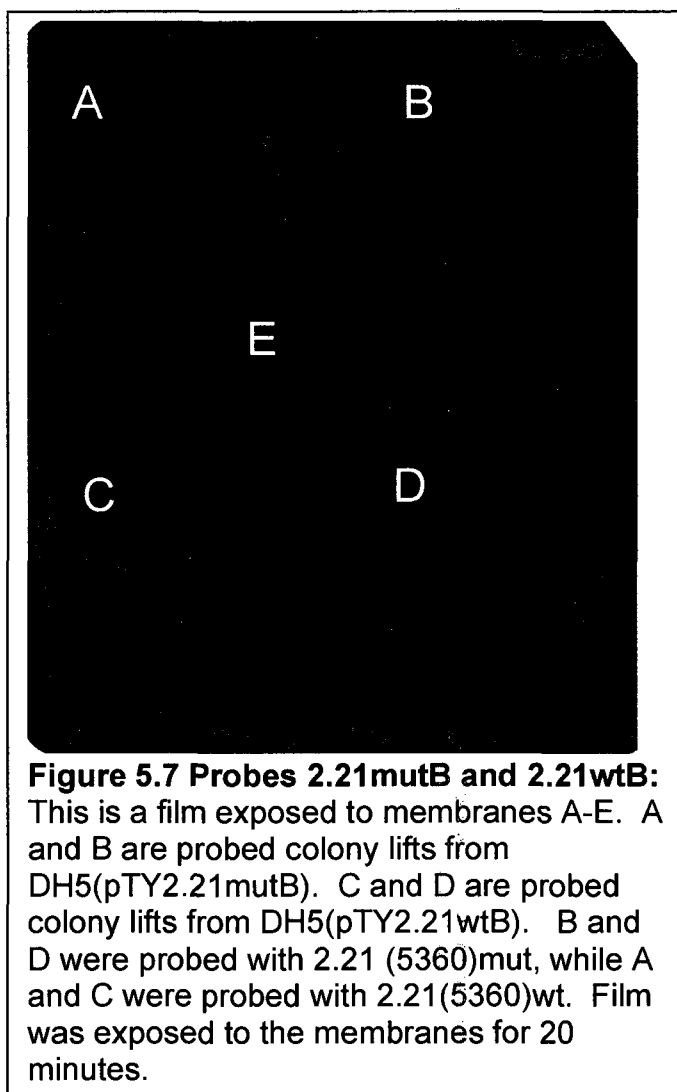 A
B
E
C
D
Figure 5.7 Probes 2.21mutB and 2.21wtB:
This is a film exposed to membranes A-E. A
and B are probed colony lifts from
DH5(pTY2.21mutB). C and D are probed
colony lifts from DH5(pTY2.21wtB). B and
D were probed with 2.21 (5360)mut, while A
and C were probed with 2.21(5360)wt. Film
was exposed to the membranes for 20
minutes.